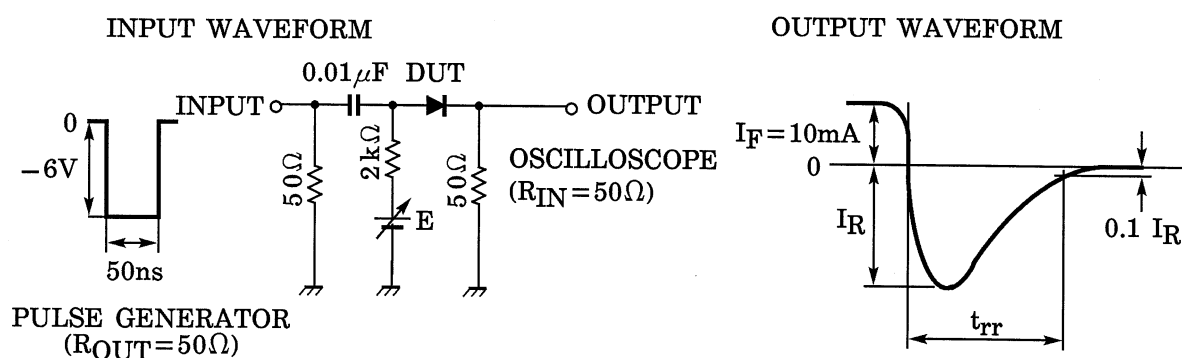 INPUT WAVEFORM
0
−6V
50ns
PULSE GENERATOR
(ROUT=50Ω)
0.01μF DUT
INPUT
OUTPUT
50Ω
2kΩ
E
50Ω
OSCILLOSCOPE
(RIN=50Ω)
OUTPUT WAVEFORM
IF=10mA
0
IR
0.1 IR
trr